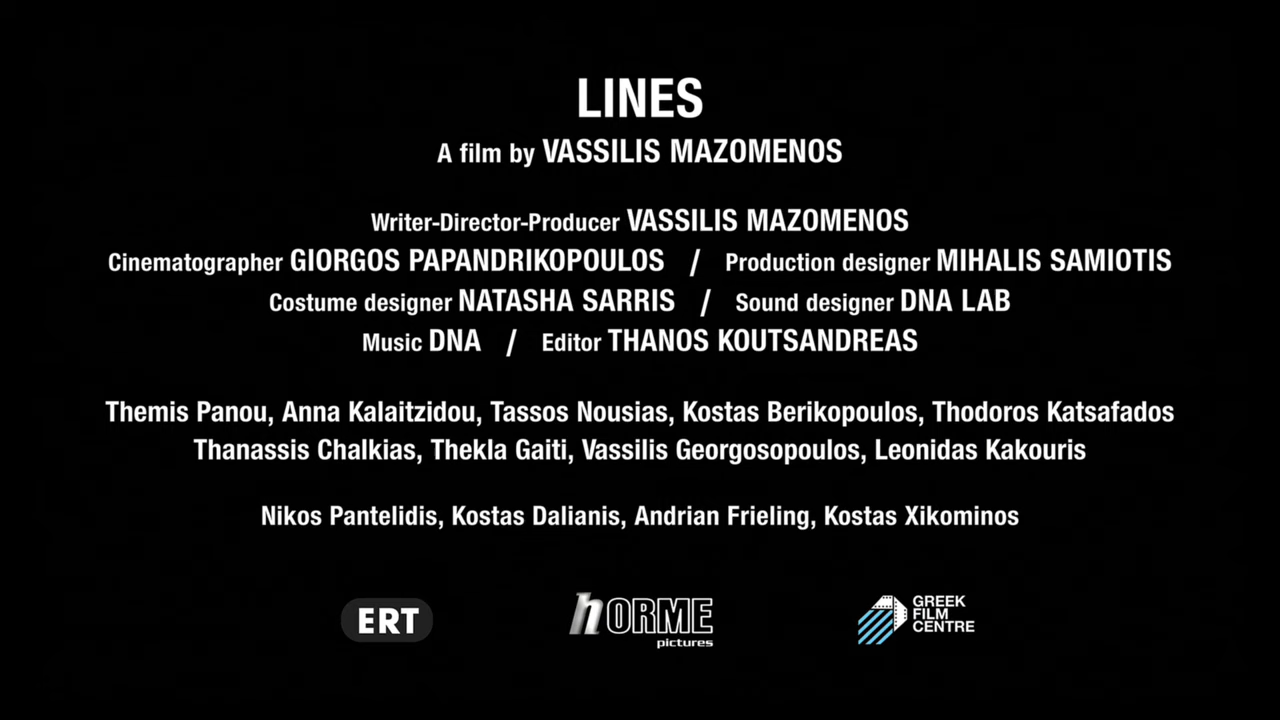 LINES
A film by VASSILIS MAZOMENOS
Writer-Director-Producer VASSILIS MAZOMENOS
Cinematographer GIORGOS PAPANDRIKOPOULOS / Production designer MIHALIS SAMIOTIS
Costume designer NATASHA SARRIS / Sound designer DNA LAB
Music DNA / Editor THANOS KOUTSANDREAS
Themis Panou, Anna Kalaitzidou, Tassos Nousias, Kostas Berikopoulos, Thodoros Katsafados
Thanassis Chalkias, Thekla Gaiti, Vassilis Georgosopoulos, Leonidas Kakouris
Nikos Pantelidis, Kostas Dalianis, Andrian Frieling, Kostas Xikominos
ERT
hORME
pictures
GREEK
FILM
CENTRE